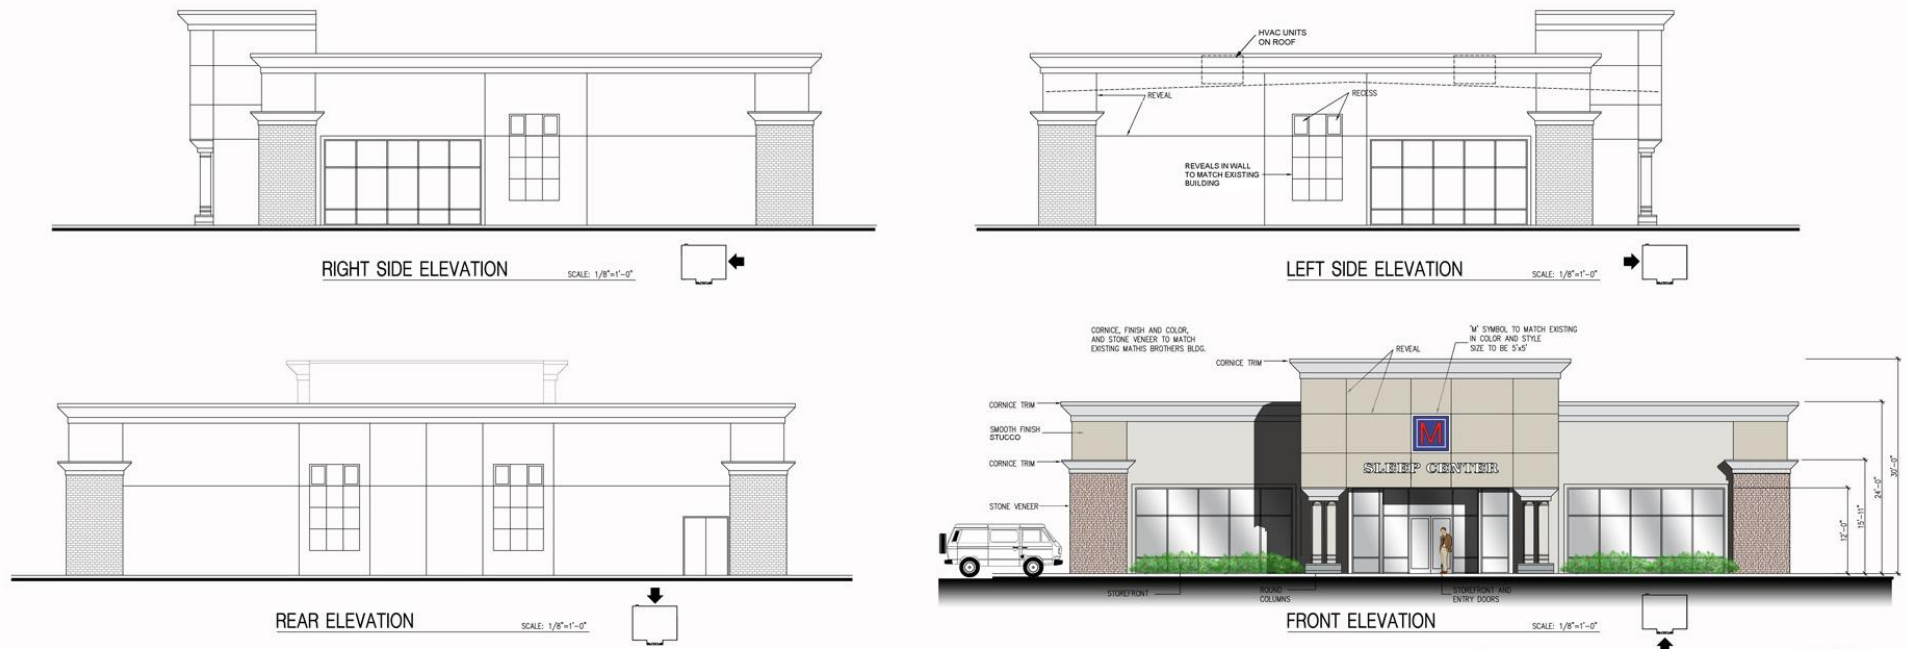 HVAC UNITS
ON ROOF
REVEAL
RECESS
REVEALS IN WALL
TO MATCH EXISTING
BUILDING
RIGHT SIDE ELEVATION
SCALE: 1/8"=1'-0"
LEFT SIDE ELEVATION
SCALE: 1/8"=1'-0"
CORNICE, FINISH AND COLOR,
AND STONE VENEER TO MATCH
EXISTING MATHIS BROTHERS BLDG.
'M' SYMBOL TO MATCH EXISTING
IN COLOR AND STYLE
SIZE TO BE 5'x5'
REVEAL
CORNICE TRIM
CORNICE TRIM
SMOOTH FINISH
STUCCO
CORNICE TRIM
STONE VENEER
M
SLEEP CENTER
12'-0"
15'-11"
24'-0"
30'-0"
STOREFRONT
ROUND
COLUMNS
STOREFRONT AND
ENTRY DOORS
REAR ELEVATION
SCALE: 1/8"=1'-0"
FRONT ELEVATION
SCALE: 1/8"=1'-0"